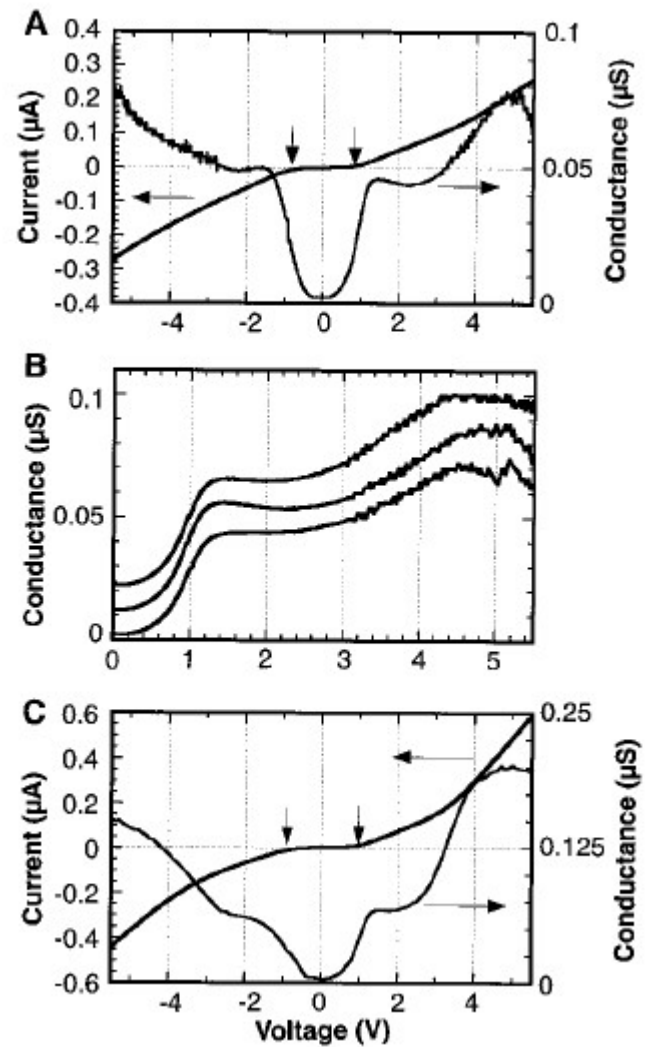 A
Current (μA)
0.4
0.3
0.2
0.1
0
-0.1
-0.2
-0.3
-0.4
-4 -2 0 2 4
0.1
0.05
0
Conductance (μS)
B
Conductance (μS)
0.1
0.05
0
0 1 2 3 4 5
C
Current (μA)
0.6
0.4
0.2
0
-0.2
-0.4
-0.6
-4 -2 0 2 4
Voltage (V)
0.25
0.125
0
Conductance (μS)